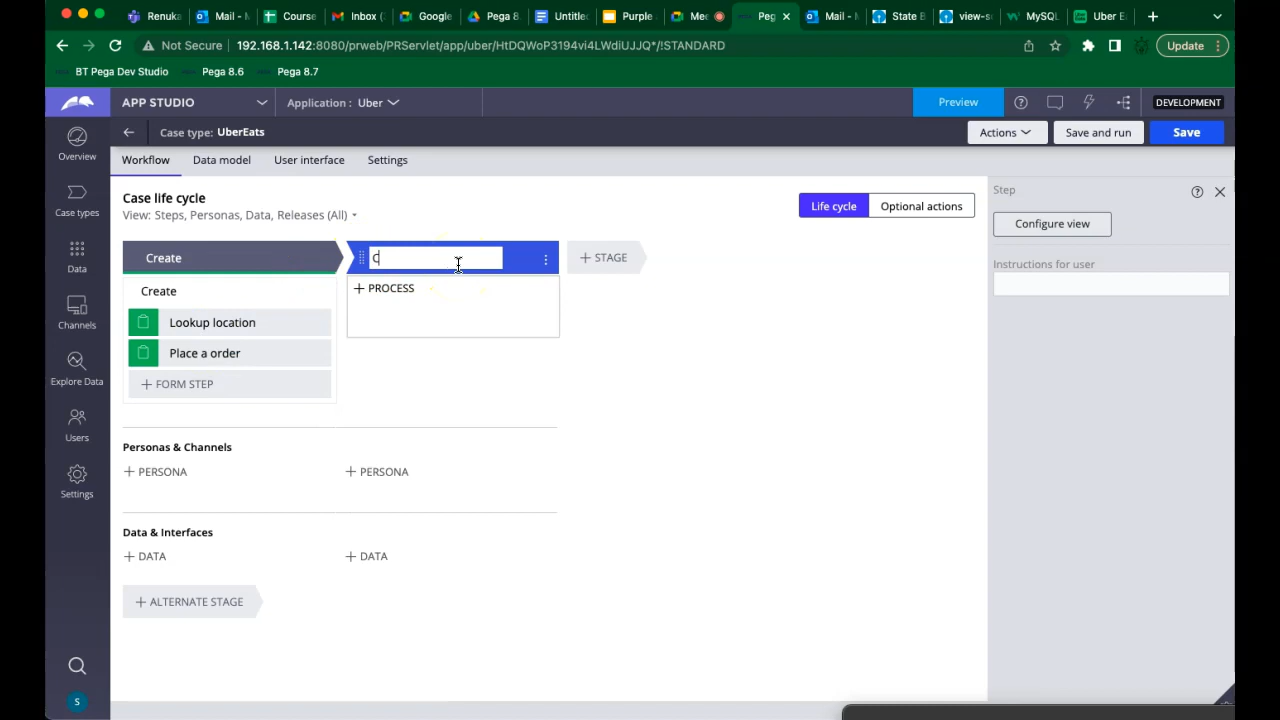 Renuka
Mail -
Course
Inbox (
Google
Pega 8.
Untitle
Purple
Mee
Peg
Mail -
State B
view-s
MySQL
Uber E
Not Secure
192.168.1.142:8080/prweb/PRServlet/app/uber/HtDQWoP3194vi4LWdiUJJQ*/!STANDARD
Update
BT Pega Dev Studio
Pega 8.6
Pega 8.7
APP STUDIO
Application : Uber
Preview
DEVELOPMENT
Overview
Case types
Data
Channels
Explore Data
Users
Settings
Case type: UberEats
Actions
Save and run
Save
Workflow
Data model
User interface
Settings
Case life cycle
View: Steps, Personas, Data, Releases (All)
Life cycle
Optional actions
Create
C
+ STAGE
Create
+ PROCESS
Lookup location
Place a order
+ FORM STEP
Personas & Channels
+ PERSONA
+ PERSONA
Data & Interfaces
+ DATA
+ DATA
+ ALTERNATE STAGE
Step
Configure view
Instructions for user
S